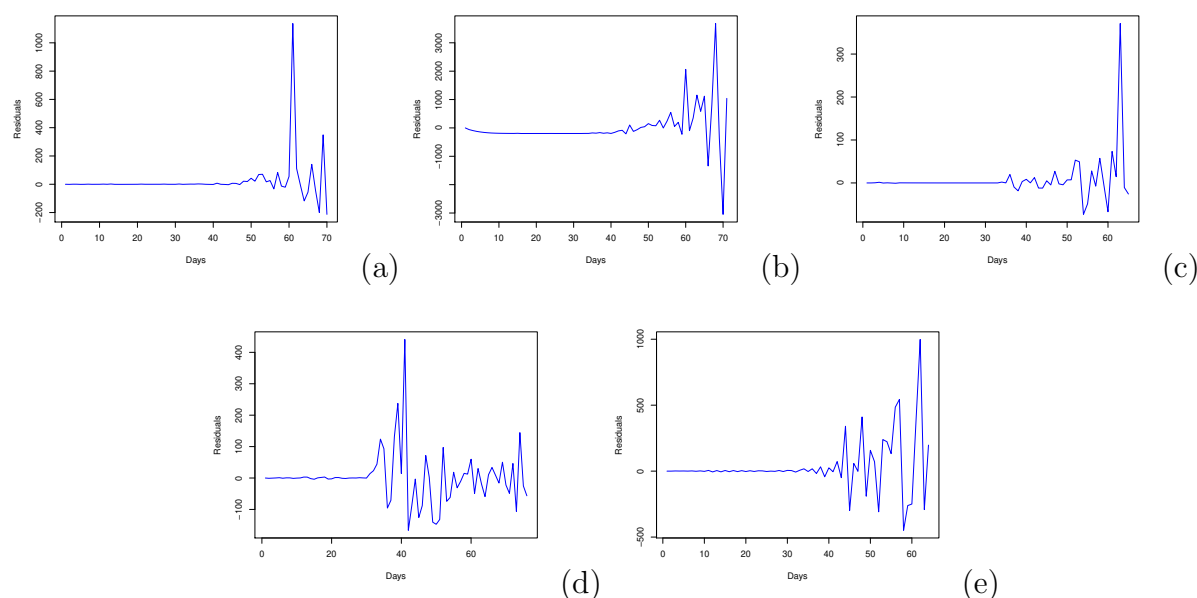 Residuals
1000
800
600
400
200
0
−200
0 10 20 30 40 50 60 70
Days
(a)
Residuals
3000
2000
1000
0
−1000
−3000
0 10 20 30 40 50 60 70
Days
(b)
Residuals
300
200
100
0
0 10 20 30 40 50 60
Days
(c)
Residuals
400
300
200
100
0
−100
0 20 40 60
Days
(d)
Residuals
1000
500
0
−500
0 10 20 30 40 50 60
Days
(e)